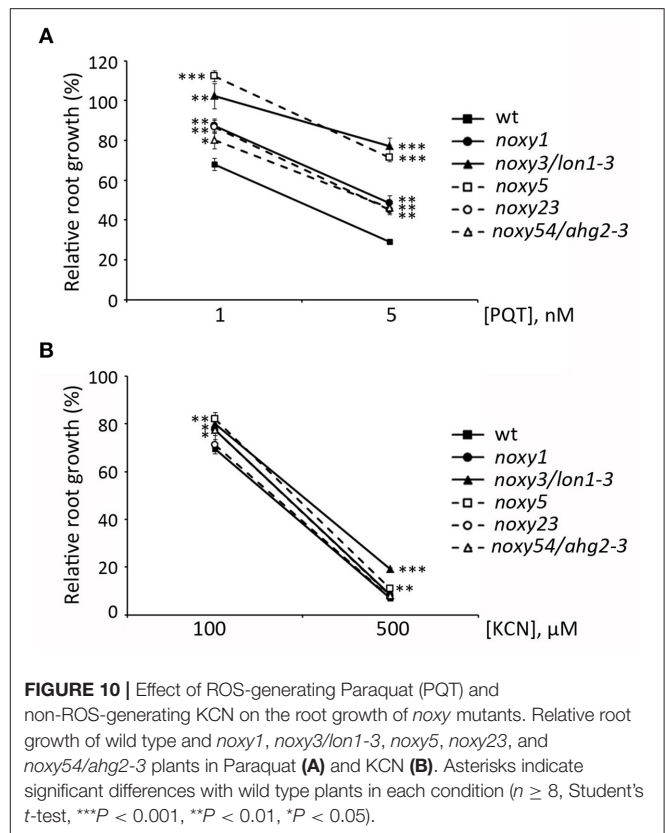 A
Relative root growth (%)
120
100
80
60
40
20
0
***
**
**
**
*
***
***
**
**
**
wt
noxy1
noxy3/lon1-3
noxy5
noxy23
noxy54/ahg2-3
1
5
[PQT], nM
B
Relative root growth (%)
100
80
60
40
20
0
**
*
*
***
**
wt
noxy1
noxy3/lon1-3
noxy5
noxy23
noxy54/ahg2-3
100
500
[KCN], µM
FIGURE 10 | Effect of ROS-generating Paraquat (PQT) and
non-ROS-generating KCN on the root growth of noxy mutants. Relative root
growth of wild type and noxy1, noxy3/lon1-3, noxy5, noxy23, and
noxy54/ahg2-3 plants in Paraquat (A) and KCN (B). Asterisks indicate
significant differences with wild type plants in each condition (n ≥ 8, Student's
t-test, ***P < 0.001, **P < 0.01, *P < 0.05).